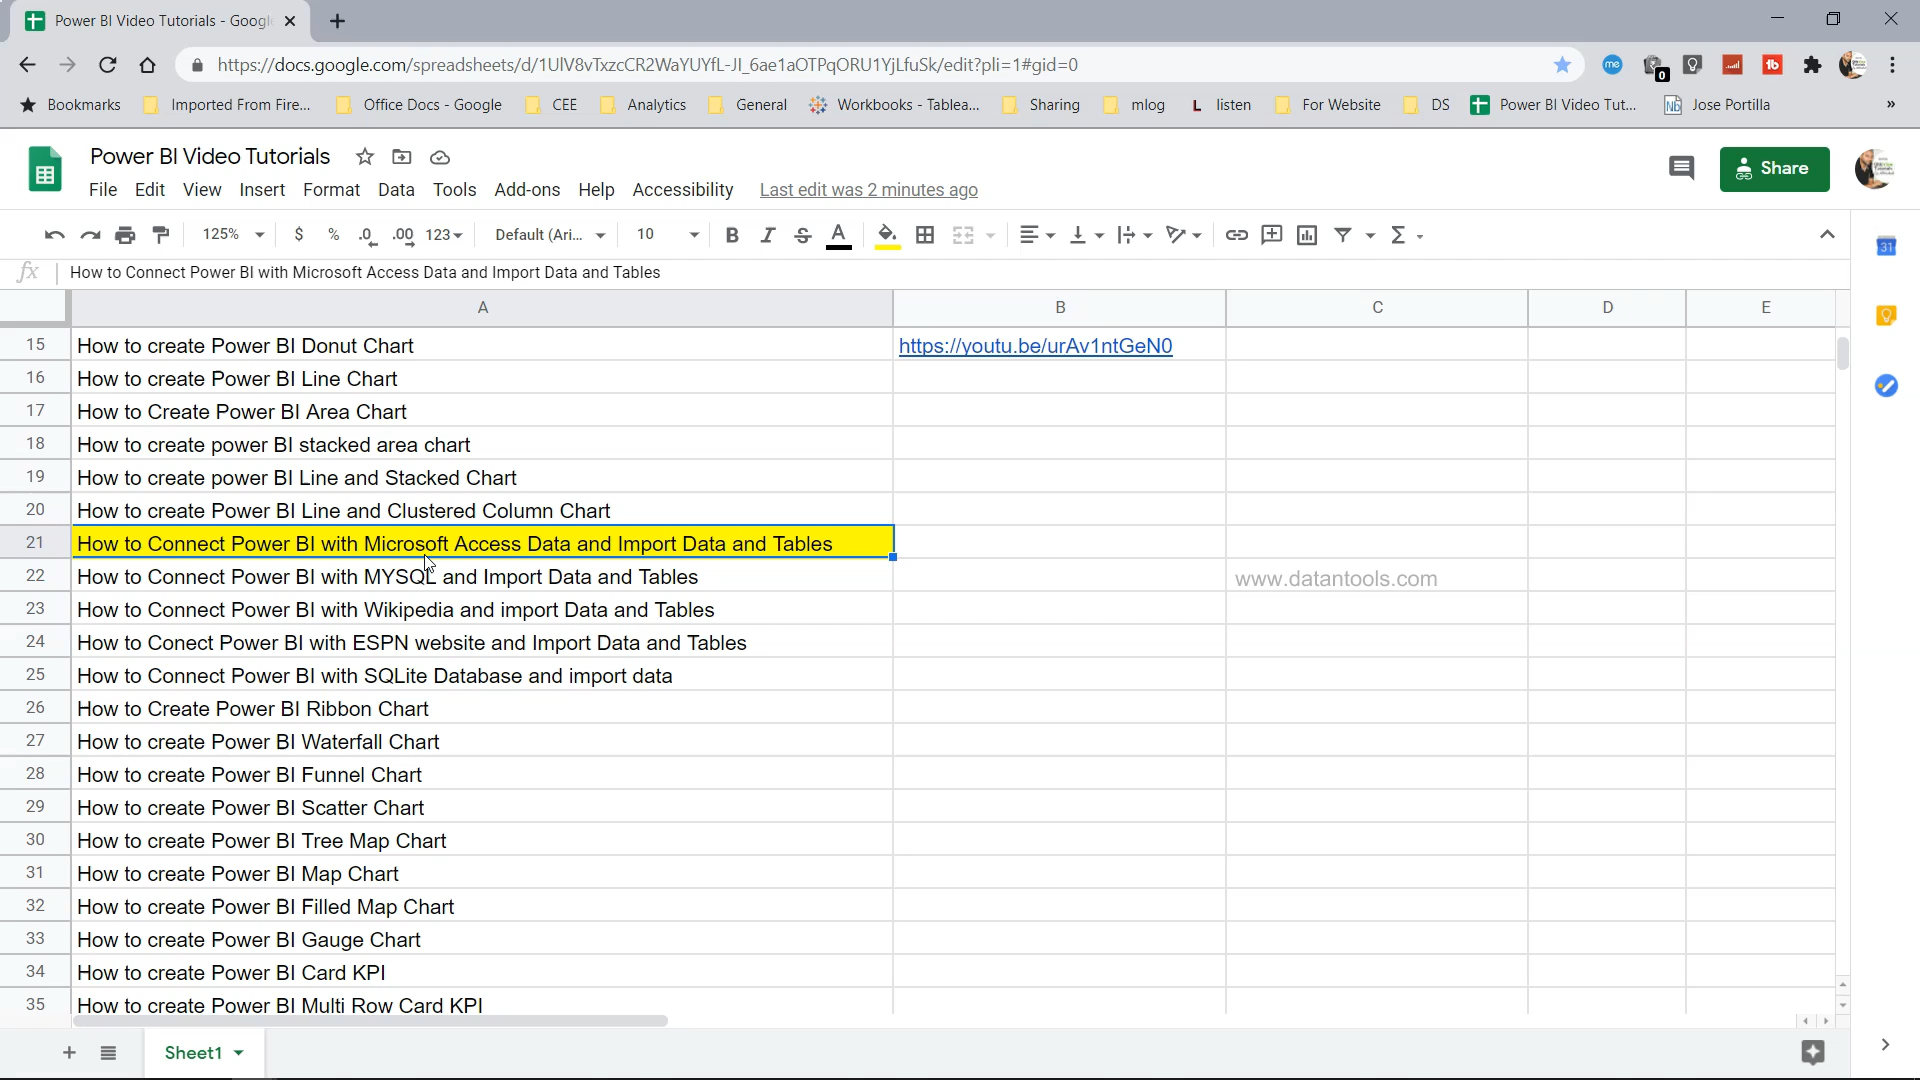 Power BI Video Tutorials - Googl
https://docs.google.com/spreadsheets/d/1UlV8vTxzcCR2WaYUYfL-Jl_6ae1aOTPqORU1YjLfuSk/edit?pli=1#gid=0
me 0 tb
Bookmarks Imported From Fire... Office Docs - Google CEE Analytics General Workbooks - Tablea... Sharing mlog L listen For Website DS Power BI Video Tut... Nb Jose Portilla »
Power BI Video Tutorials
Share
File Edit View Insert Format Data Tools Add-ons Help Accessibility Last edit was 2 minutes ago
125% $ % .0 .00 123 Default (Ari... 10 B I S A Σ
31
fx How to Connect Power BI with Microsoft Access Data and Import Data and Tables
A B C D E
15 How to create Power BI Donut Chart https://youtu.be/urAv1ntGeN0
16 How to create Power BI Line Chart
17 How to Create Power BI Area Chart
18 How to create power BI stacked area chart
19 How to create power BI Line and Stacked Chart
20 How to create Power BI Line and Clustered Column Chart
21 How to Connect Power BI with Microsoft Access Data and Import Data and Tables
22 How to Connect Power BI with MYSQL and Import Data and Tables www.datantools.com
23 How to Connect Power BI with Wikipedia and import Data and Tables
24 How to Conect Power BI with ESPN website and Import Data and Tables
25 How to Connect Power BI with SQLite Database and import data
26 How to Create Power BI Ribbon Chart
27 How to create Power BI Waterfall Chart
28 How to create Power BI Funnel Chart
29 How to create Power BI Scatter Chart
30 How to create Power BI Tree Map Chart
31 How to create Power BI Map Chart
32 How to create Power BI Filled Map Chart
33 How to create Power BI Gauge Chart
34 How to create Power BI Card KPI
35 How to create Power BI Multi Row Card KPI
Sheet1